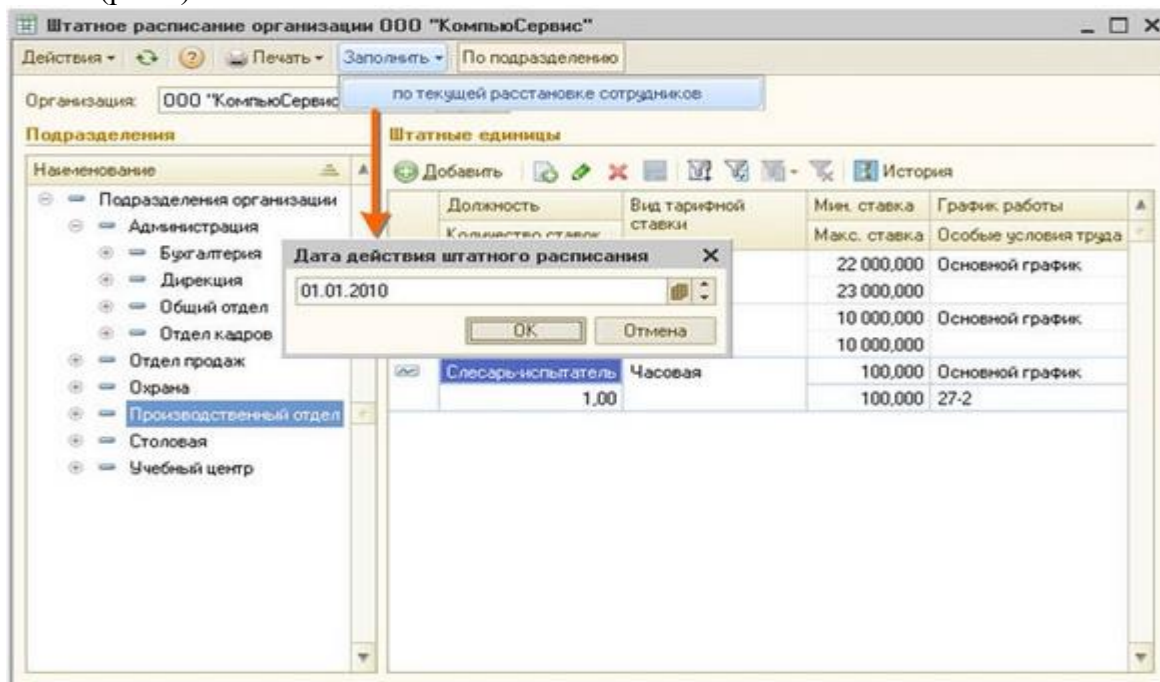 Штатное расписание организации ООО "КомпьюСервис"
Действия Печать Заполнить По подразделению
по текущей расстановке сотрудников
Организация: ООО "КомпьюСервис
Подразделения
Штатные единицы
Наименование
Добавить История
Подразделения организации
Администрация
Бухгалтерия
Дирекция
Общий отдел
Отдел кадров
Отдел продаж
Охрана
Производственный отдел
Столовая
Учебный центр
Должность Вид тарифной ставки Мин. ставка График работы
Количество ставок Макс. ставка Особые условия труда
22 000,000 Основной график
23 000,000
10 000,000 Основной график
10 000,000
Слесарь-испытатель Часовая 100,000 Основной график
1,00 100,000 27-2
Дата действия штатного расписания
01.01.2010
OK Отмена